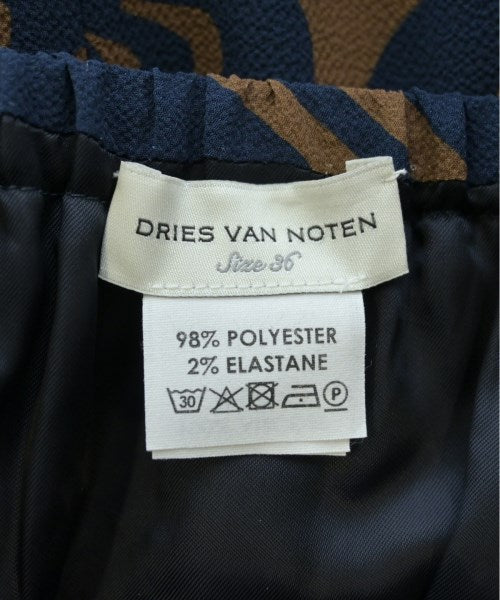 DRIES VAN NOTEN
Size 36
98% POLYESTER
2% ELASTANE
30 P